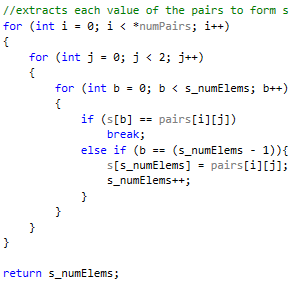 //extracts each value of the pairs to form s
for (int i = 0; i < *numPairs; i++)
{
    for (int j = 0; j < 2; j++)
    {
        for (int b = 0; b < s_numElems; b++)
        {
            if (s[b] == pairs[i][j])
                break;
            else if (b == (s_numElems - 1)){
                s[s_numElems] = pairs[i][j];
                s_numElems++;
            }
        }
    }
}
return s_numElems;